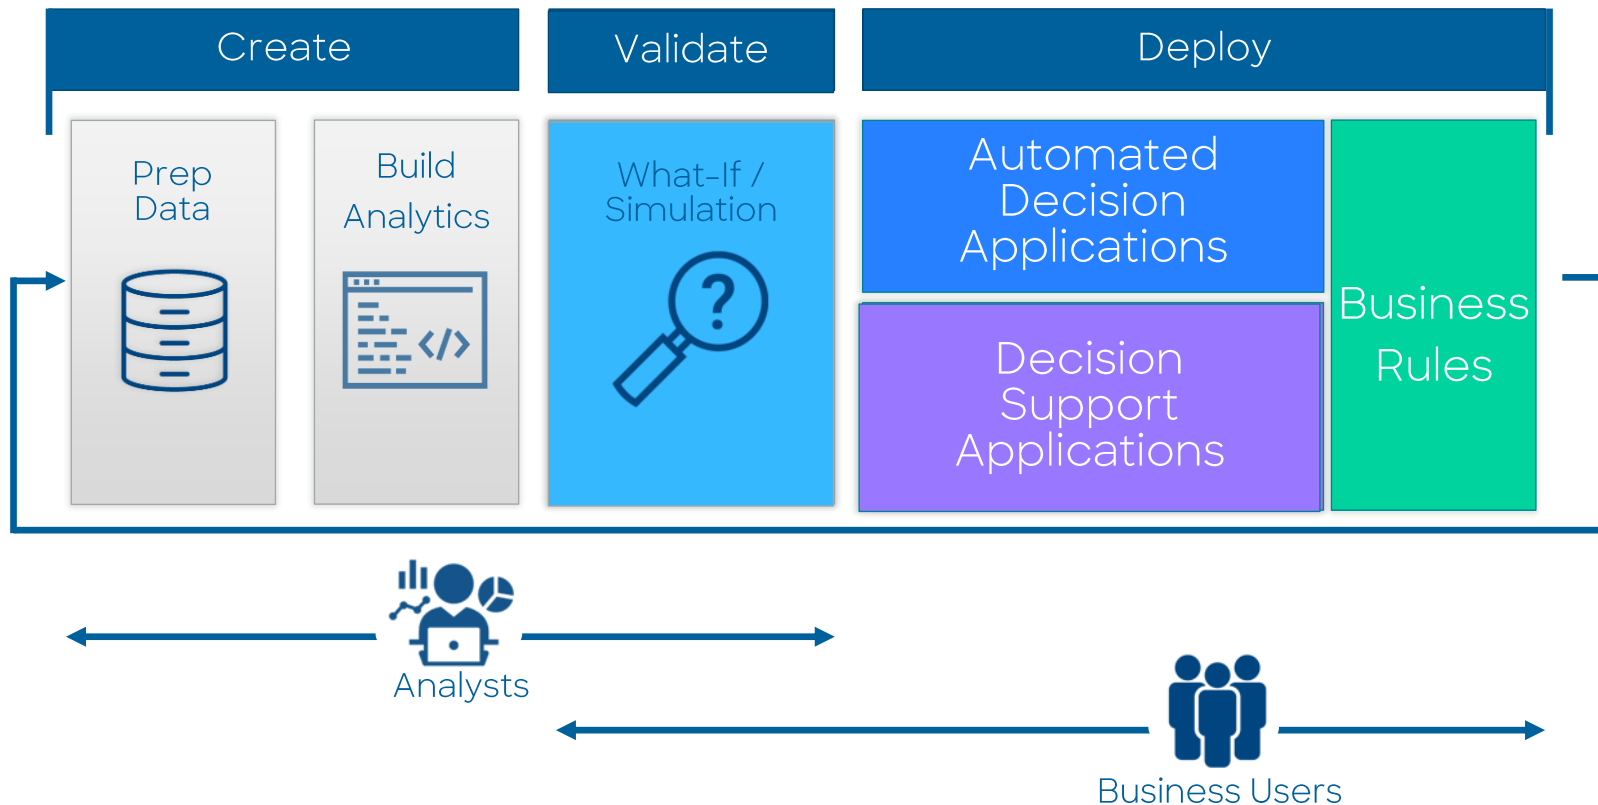 Create
Validate
Deploy
Prep
Data
Build
Analytics
What-If /
Simulation
?
</>
Automated
Decision
Applications
Decision
Support
Applications
Business
Rules
Analysts
Business Users